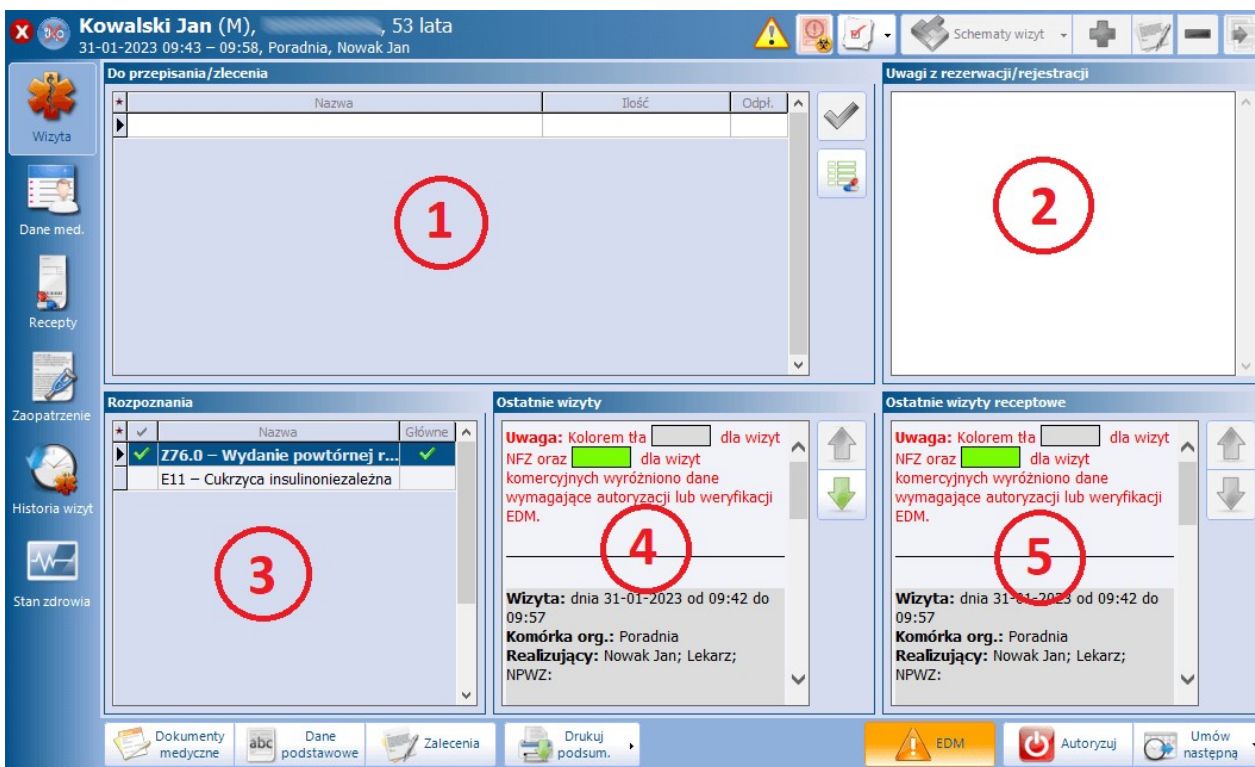 Kowalski Jan (M), , 53 lata
31-01-2023 09:43 – 09:58, Poradnia, Nowak Jan
Schematy wizyt
Wizyta
Dane med.
Recepty
Zaopatrzenie
Historia wizyt
Stan zdrowia
Do przepisania/zlecenia
* Nazwa Ilość Odpł.
1
Uwagi z rezerwacji/rejestracji
2
Rozpoznania
* Nazwa Główne
Z76.0 – Wydanie powtórnej r...
E11 – Cukrzyca insulinoniezależna
3
Ostatnie wizyty
Uwaga: Kolorem tła dla wizyt
NFZ oraz dla wizyt
komercyjnych wyróżniono dane
wymagające autoryzacji lub weryfikacji
EDM.
4
Wizyta: dnia 31-01-2023 od 09:42 do
09:57
Komórka org.: Poradnia
Realizujący: Nowak Jan; Lekarz;
NPWZ:
Ostatnie wizyty receptowe
Uwaga: Kolorem tła dla wizyt
NFZ oraz dla wizyt
komercyjnych wyróżniono dane
wymagające autoryzacji lub weryfikacji
EDM.
5
Wizyta: dnia 31-01-2023 od 09:42 do
09:57
Komórka org.: Poradnia
Realizujący: Nowak Jan; Lekarz;
NPWZ:
Dokumenty
medyczne
abc
Dane
podstawowe
Zalecenia
Drukuj
podsum.
EDM
Autoryzuj
Umów
następną